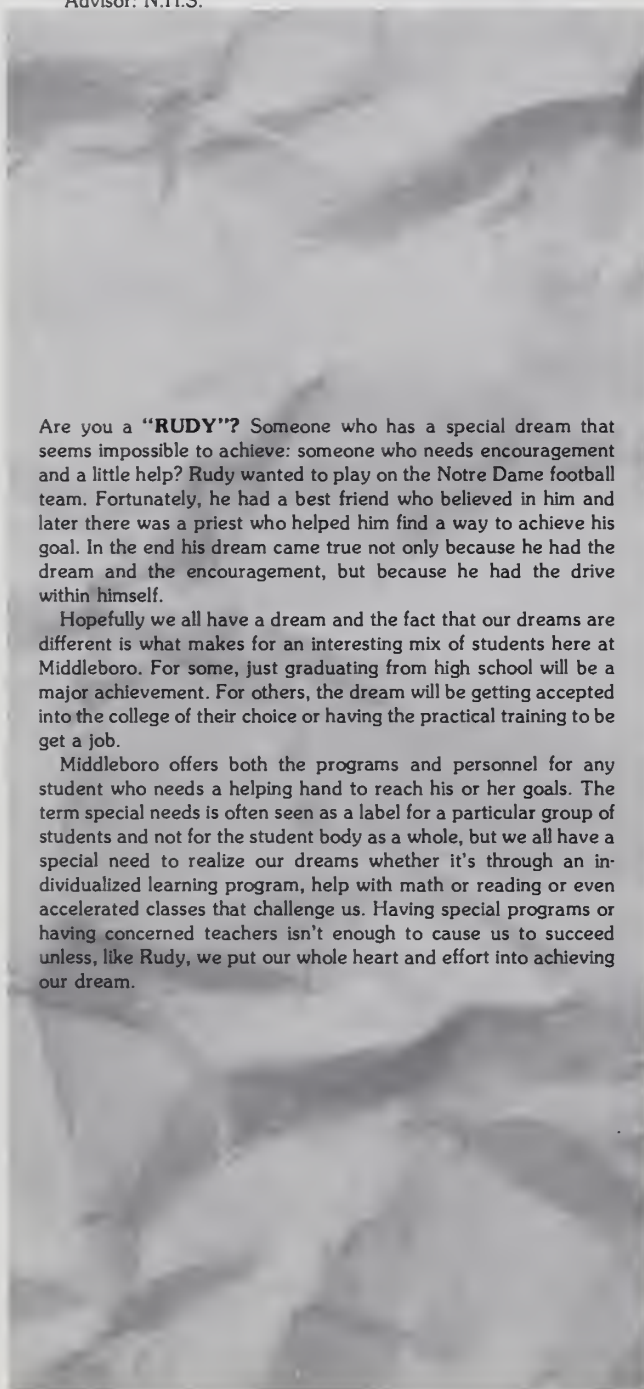 Advisor: N.H.S.
Are you a "RUDY"? Someone who has a special dream that
seems impossible to achieve: someone who needs encouragement
and a little help? Rudy wanted to play on the Notre Dame football
team. Fortunately, he had a best friend who believed in him and
later there was a priest who helped him find a way to achieve his
goal. In the end his dream came true not only because he had the
dream and the encouragement, but because he had the drive
within himself.
Hopefully we all have a dream and the fact that our dreams are
different is what makes for an interesting mix of students here at
Middleboro. For some, just graduating from high school will be a
major achievement. For others, the dream will be getting accepted
into the college of their choice or having the practical training to be
get a job.
Middleboro offers both the programs and personnel for any
student who needs a helping hand to reach his or her goals. The
term special needs is often seen as a label for a particular group of
students and not for the student body as a whole, but we all have a
special need to realize our dreams whether it's through an in-
dividualized learning program, help with math or reading or even
accelerated classes that challenge us. Having special programs or
having concerned teachers isn't enough to cause us to succeed
unless, like Rudy, we put our whole heart and effort into achieving
our dream.